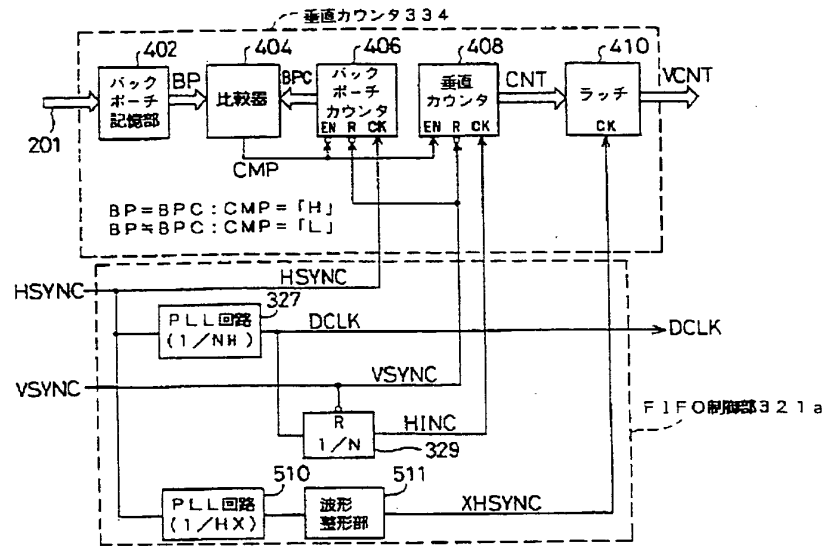 垂直カウンタ334
402
404
406
408
410
バック
ポーチ
記憶部
BP
比較器
BPC
バック
ポーチ
カウンタ
EN R CK
垂直
カウンタ
EN R CK
CNT
ラッチ
CK
VCNT
201
CMP
BP=BPC:CMP=「H」
BP≒BPC:CMP=「L」
HSYNC
HSYNC
327
PLL回路
(1/NH)
DCLK
DCLK
VSYNC
VSYNC
R
1/N
HINC
329
FIFO制御部321a
510
PLL回路
(1/HX)
511
波形
整形部
XHSYNC